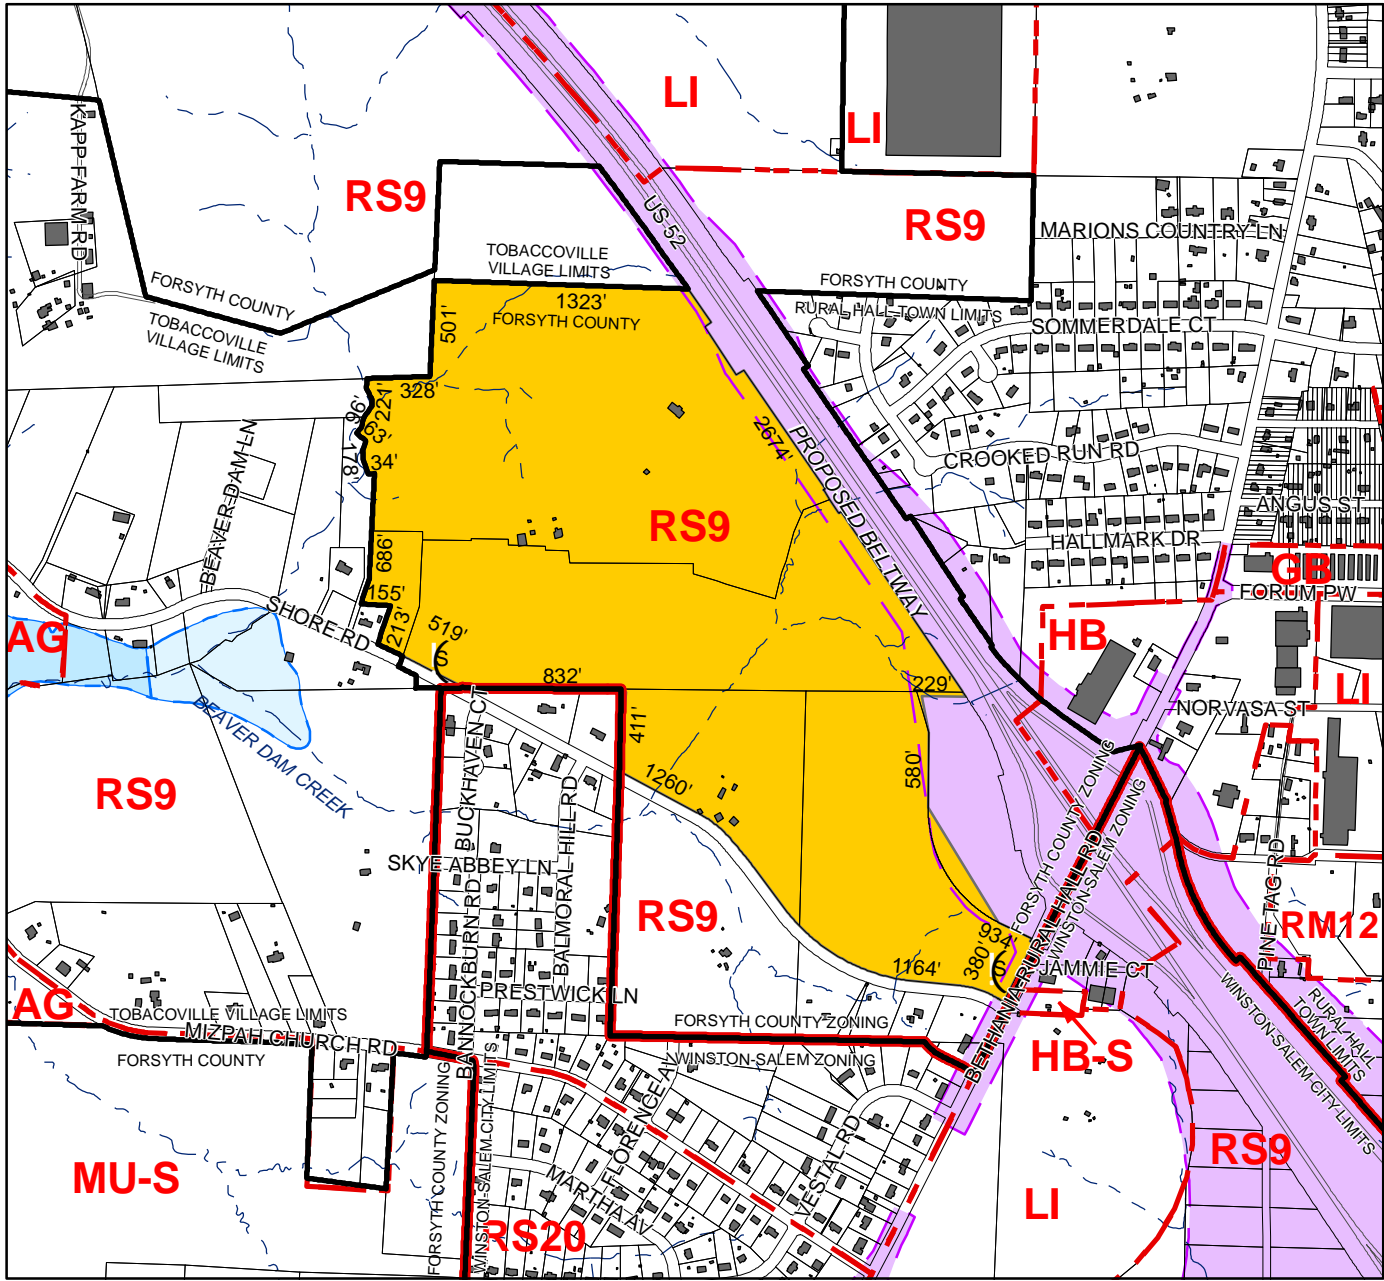 LI
LI
KAPP FARM RD
RS9
US 52
RS9
MARIONS COUNTRY LN
TOBACCOVILLE
VILLAGE LIMITS
FORSYTH COUNTY
FORSYTH COUNTY
1323'
FORSYTH COUNTY
RURAL HALL TOWN LIMITS
TOBACCOVILLE
VILLAGE LIMITS
501'
SOMMERDALE CT
328'
221'
96'
63'
34'
178'
2674'
PROPOSED BELTWAY
BEAVER DAM LN
CROOKED RUN RD
ANGUS ST
RS9
HALLMARK DR
686'
GB
FORUM PW
155'
SHORE RD
213'
519'
S
AG
HB
832'
229'
LI
NORVASA ST
BEAVER DAM CREEK
411'
BUCKHAVEN CT
RS9
1260'
580'
FORSYTH COUNTY ZONING
WINSTON-SALEM ZONING
BALMORAL HILL RD
SKYE ABBEY LN
BANNOCKBURN RD
BETHANIA-RURAL HALL RD
PINE TAG RD
RS9
RM12
934'
380'
S
1164'
JAMMIE CT
PRESTWICK LN
AG
TOBACOVILLE VILLAGE LIMITS
MIZPAH CHURCH RD
FORSYTH COUNTY
FORSYTH COUNTY ZONING
WINSTON-SALEM ZONING
HB-S
RURAL HALL
TOWN LIMITS
WINSTON-SALEM CITY LIMITS
FORSYTH COUNTY ZONING
WINSTON-SALEM CITY LIMITS
FLORENCE AV
VESTAL RD
MARTHA AV
RS9
MU-S
LI
RS20